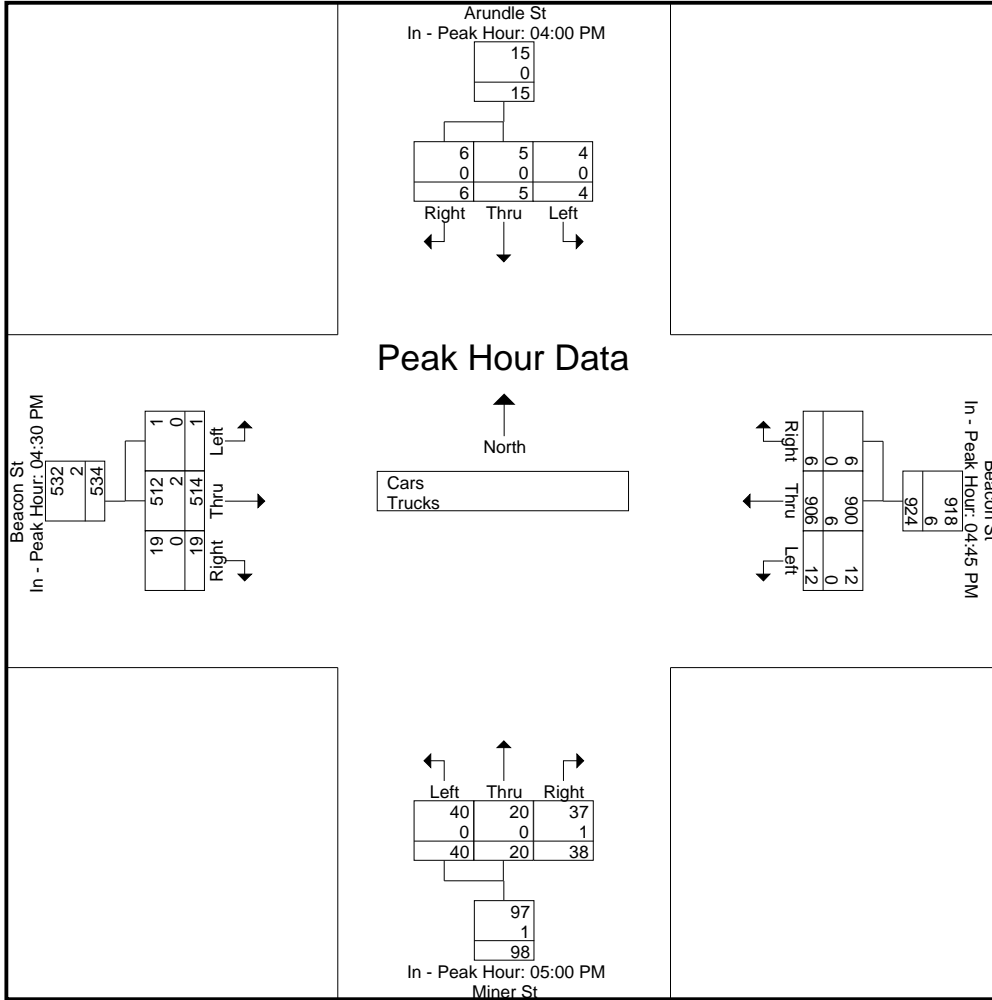 Arundle St
In - Peak Hour: 04:00 PM
15
0
15
6 5 4
0 0 0
6 5 4
Right Thru Left
Peak Hour Data
North
Cars
Trucks
Beacon St
In - Peak Hour: 04:30 PM
532
2
534
1 0 1
Left
512 2 514
Thru
19 0 19
Right
Right
6 0 6
Thru
906 6 900
Left
12 0 12
918
6
924
In - Peak Hour: 04:45 PM
Beacon St
Left Thru Right
40 20 37
0 0 1
40 20 38
97
1
98
In - Peak Hour: 05:00 PM
Miner St